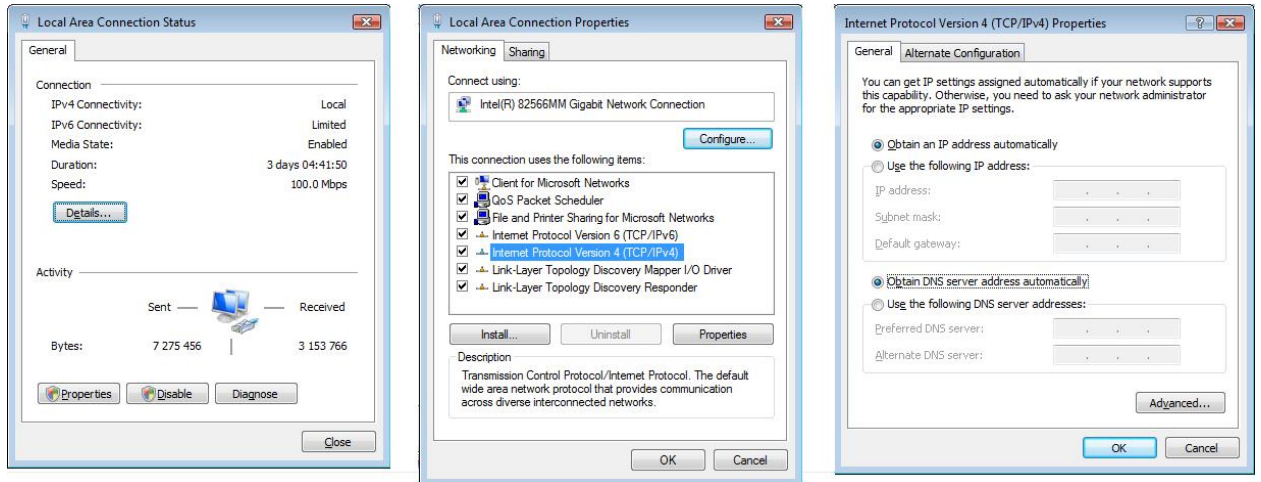 Local Area Connection Status
General
Connection
IPv4 Connectivity: Local
IPv6 Connectivity: Limited
Media State: Enabled
Duration: 3 days 04:41:50
Speed: 100.0 Mbps
Details...
Activity
Sent Received
Bytes: 7 275 456 3 153 766
Properties Disable Diagnose
Close
Local Area Connection Properties
Networking Sharing
Connect using:
Intel(R) 82566MM Gigabit Network Connection
Configure...
This connection uses the following items:
Client for Microsoft Networks
QoS Packet Scheduler
File and Printer Sharing for Microsoft Networks
Internet Protocol Version 6 (TCP/IPv6)
Internet Protocol Version 4 (TCP/IPv4)
Link-Layer Topology Discovery Mapper I/O Driver
Link-Layer Topology Discovery Responder
Install... Uninstall Properties
Description
Transmission Control Protocol/Internet Protocol. The default
wide area network protocol that provides communication
across diverse interconnected networks.
OK Cancel
Internet Protocol Version 4 (TCP/IPv4) Properties
General Alternate Configuration
You can get IP settings assigned automatically if your network supports
this capability. Otherwise, you need to ask your network administrator
for the appropriate IP settings.
Obtain an IP address automatically
Use the following IP address:
IP address:
Subnet mask:
Default gateway:
Obtain DNS server address automatically
Use the following DNS server addresses:
Preferred DNS server:
Alternate DNS server:
Advanced...
OK Cancel